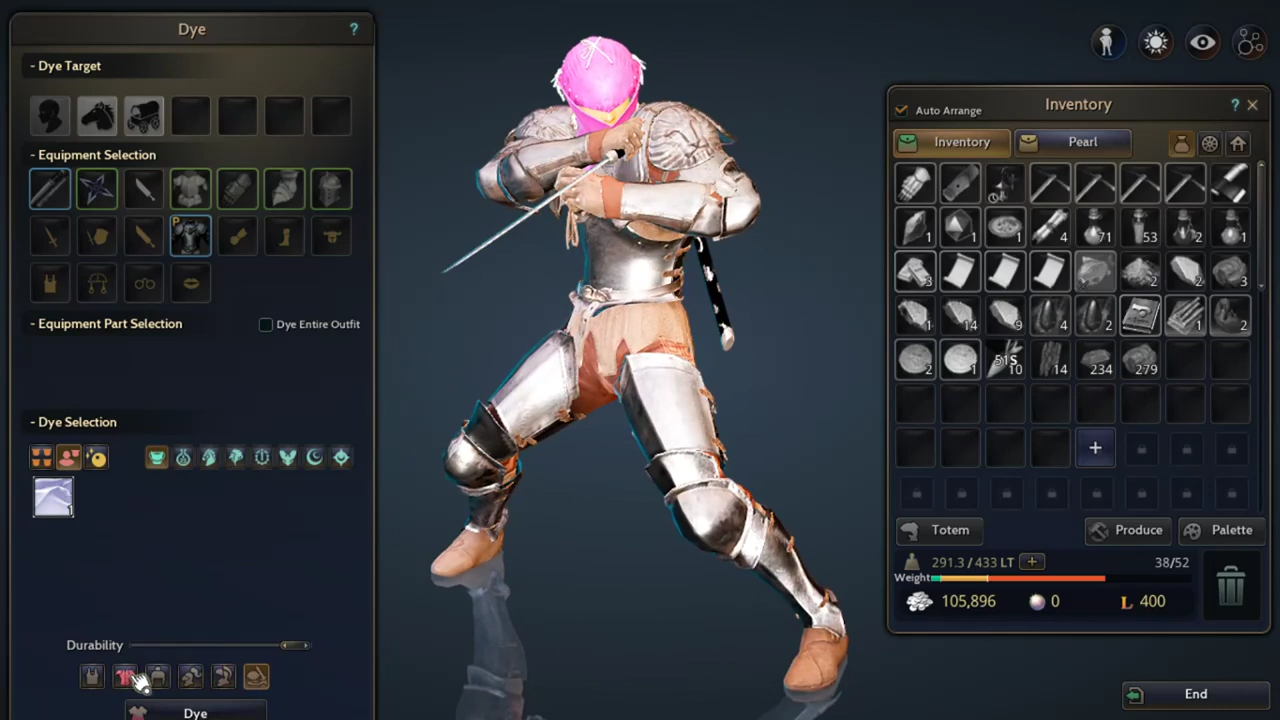 Dye
?
- Dye Target
- Equipment Selection
P
- Equipment Part Selection
Dye Entire Outfit
- Dye Selection
1
Durability
Dye
Auto Arrange
Inventory
?
Inventory
Pearl
1 1 1 4 71 53 2 1
3 2 2 3
1 14 9 4 2 1 2
2 1 51S 10 14 234 279
+
Totem
Produce
Palette
291.3 / 433 LT
+
38/52
Weight
105,896
0
L 400
End